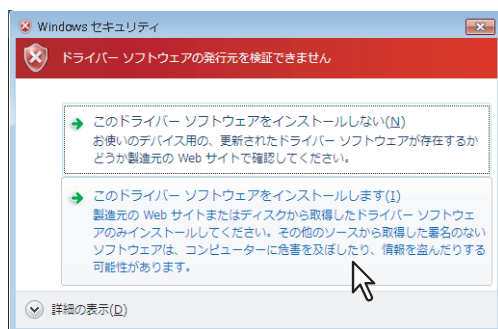 Windows セキュリティ
ドライバー ソフトウェアの発行元を検証できません
このドライバー ソフトウェアをインストールしない(N)
お使いのデバイス用の、更新されたドライバー ソフトウェアが存在するか
どうか製造元の Web サイトで確認してください。
このドライバー ソフトウェアをインストールします(I)
製造元の Web サイトまたはディスクから取得したドライバー ソフトウェ
アのみインストールしてください。その他のソースから取得した署名のない
ソフトウェアは、コンピューターに危害を及ぼしたり、情報を盗んだりする
可能性があります。
詳細の表示(D)